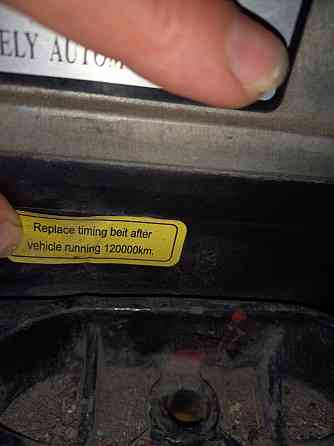 ELY AUTOM
Replace timing beit after
vehicle running 120000km.